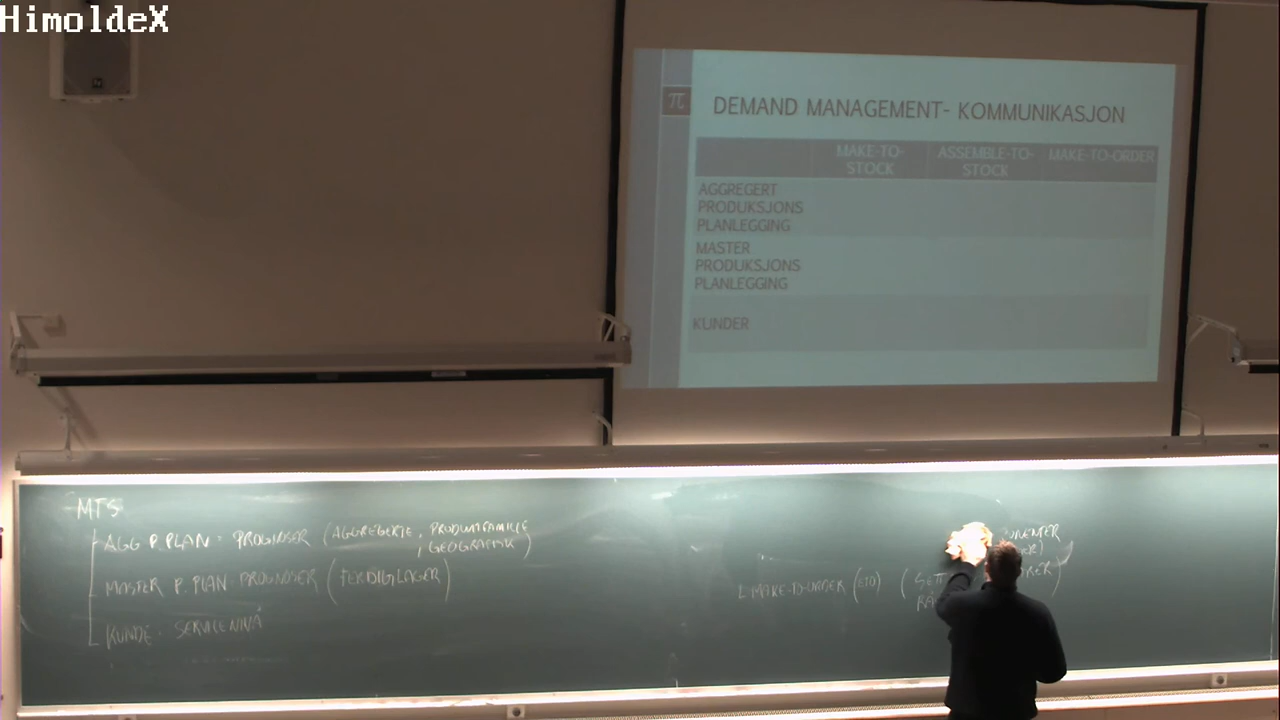 HimoldeX
π
DEMAND MANAGEMENT- KOMMUNIKASJON
MAKE-TO-STOCK
ASSEMBLE-TO-STOCK
MAKE-TO-ORDER
AGGREGERT
PRODUKSJONS
PLANLEGGING
MASTER
PRODUKSJONS
PLANLEGGING
KUNDER
MTS
AGG P. PLAN : PROGNOSER (AGGREGERTE, PRODUKTFAMILIE
, GEOGRAFISK)
MASTER P. PLAN : PROGNOSER (FERDIGLAGER)
KUNDE : SERVICENIVÅ
MAKE-TO-ORDER (ETO) (SETT